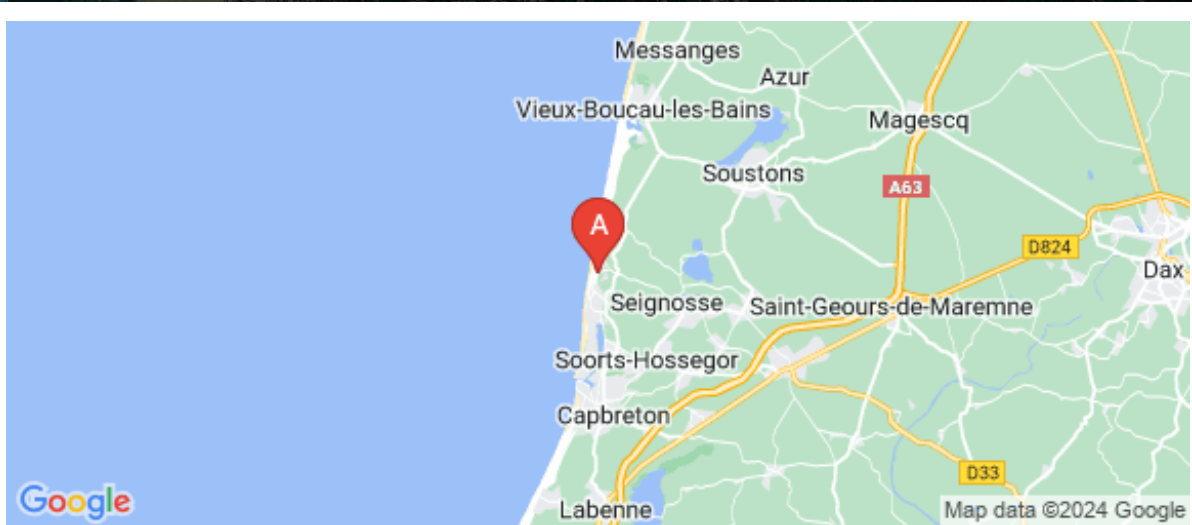 Messanges
Azur
Vieux-Boucau-les-Bains
Magescq
Soustons
A63
A
D824
Dax
Seignosse
Saint-Geours-de-Maremne
Soorts-Hossegor
Capbreton
D33
Google
Labenne
Map data ©2024 Google